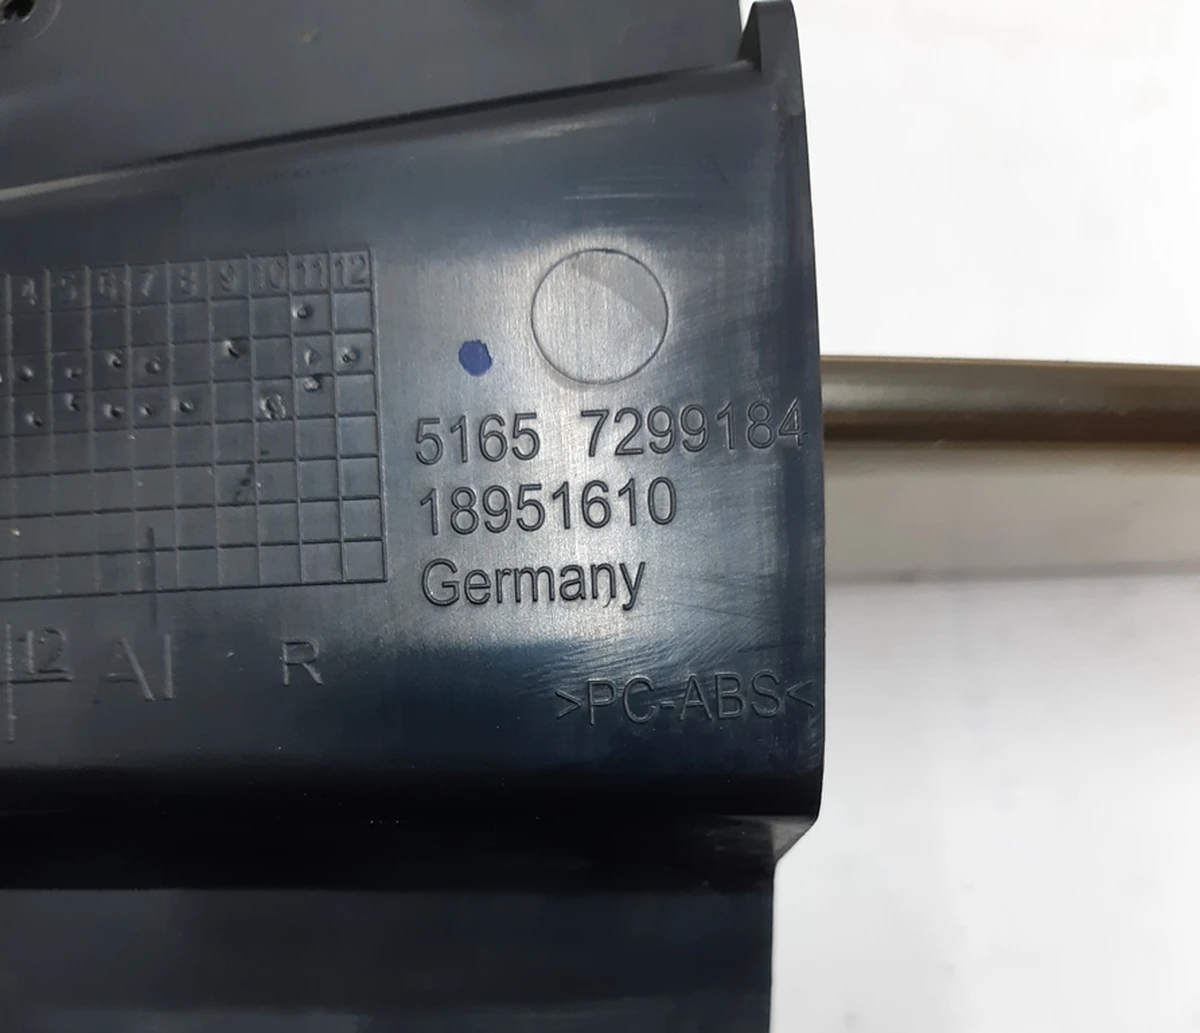 4 5 6 7 8 9 10 11 12
5165 7299184
18951610
Germany
12 AI R
>PC-ABS<